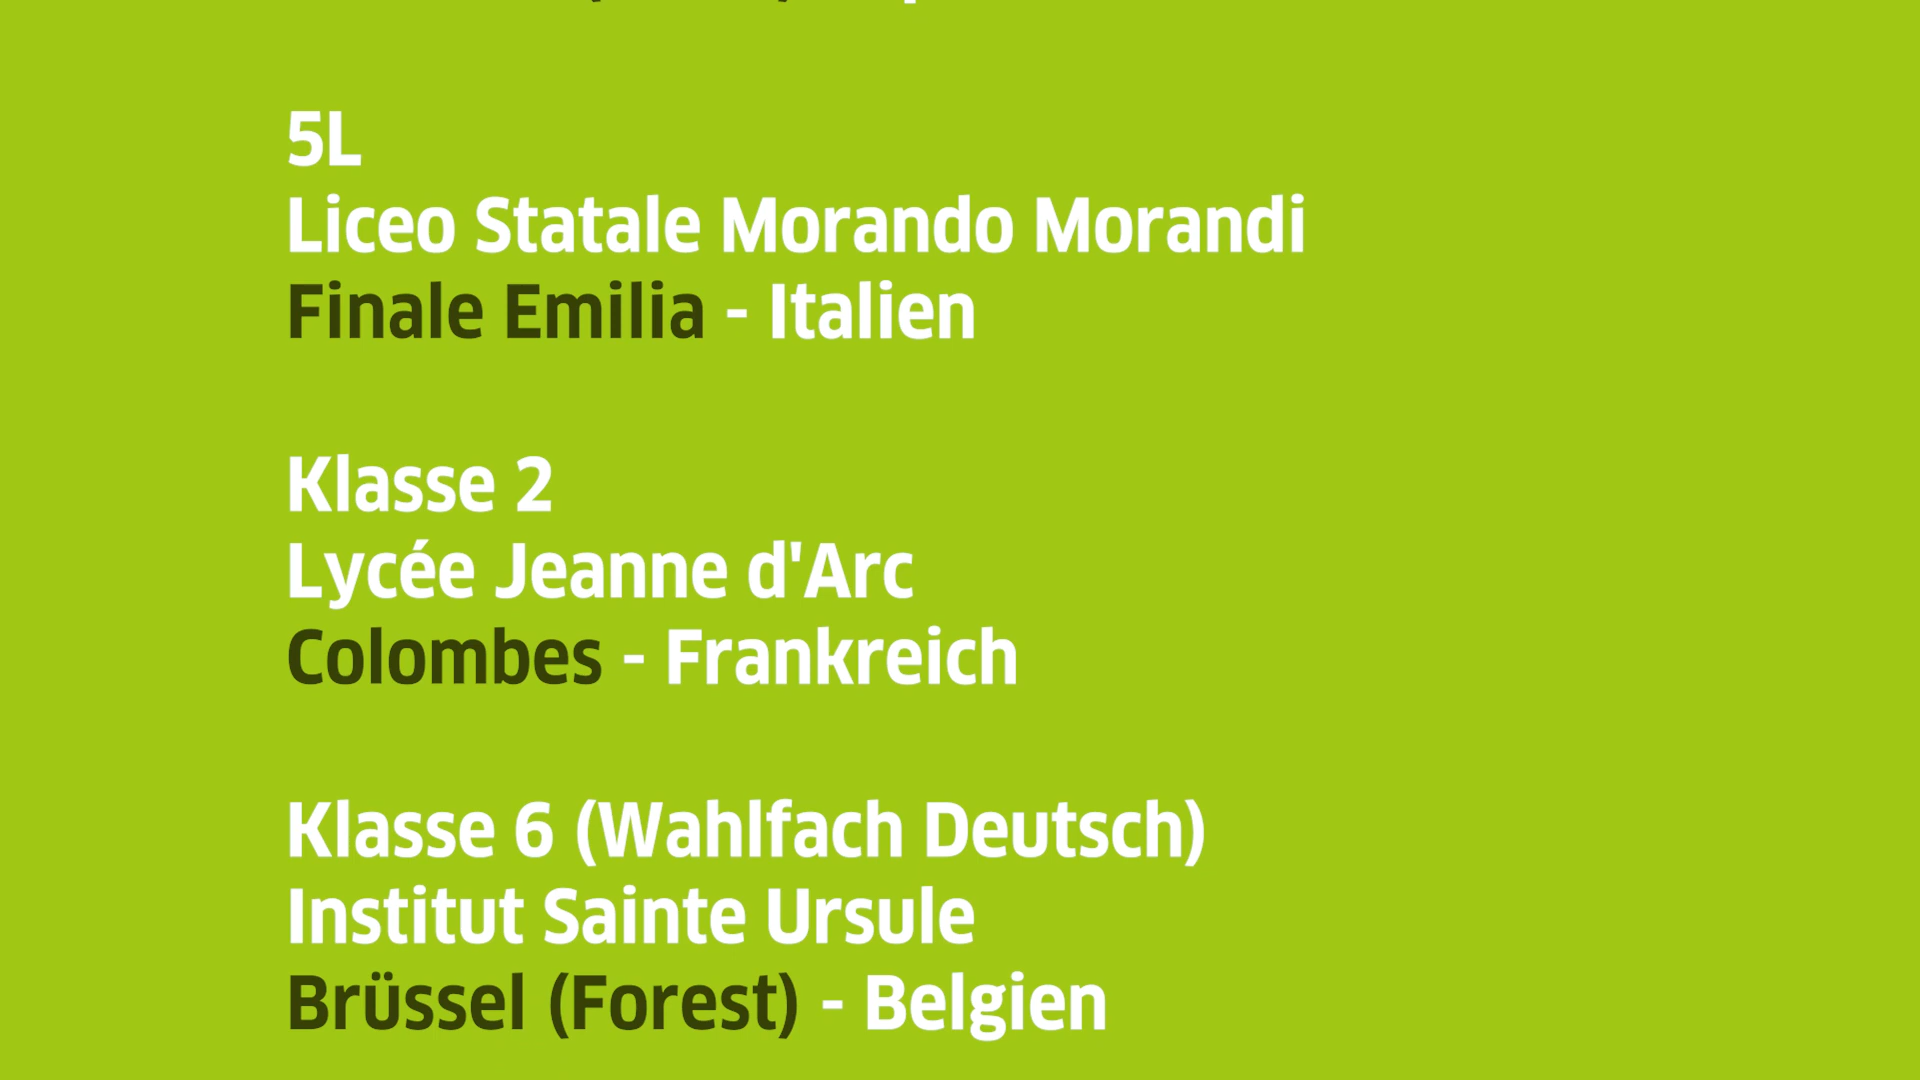 5L
Liceo Statale Morando Morandi
Finale Emilia - Italien
Klasse 2
Lycée Jeanne d'Arc
Colombes - Frankreich
Klasse 6 (Wahlfach Deutsch)
Institut Sainte Ursule
Brüssel (Forest) - Belgien